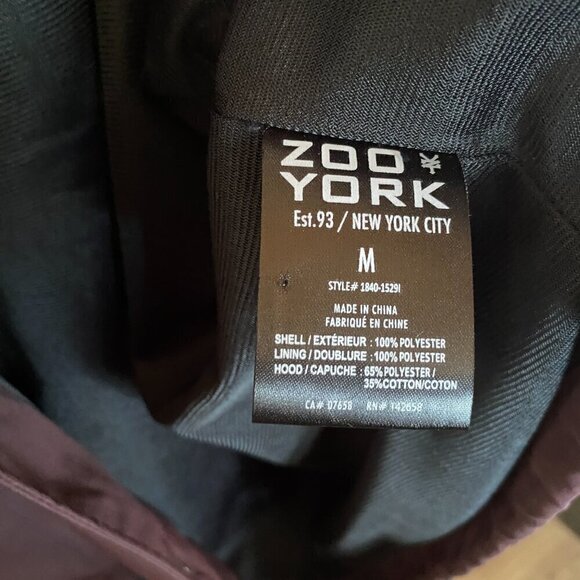 ZOO
YORK
Est.93 / NEW YORK CITY
M
STYLE# 1840-1529I
MADE IN CHINA
FABRIQUÉ EN CHINE
SHELL / EXTÉRIEUR : 100% POLYESTER
LINING / DOUBLURE : 100% POLYESTER
HOOD / CAPUCHE : 65% POLYESTER /
35%COTTON/COTON
CA# 07658 RN# 142658